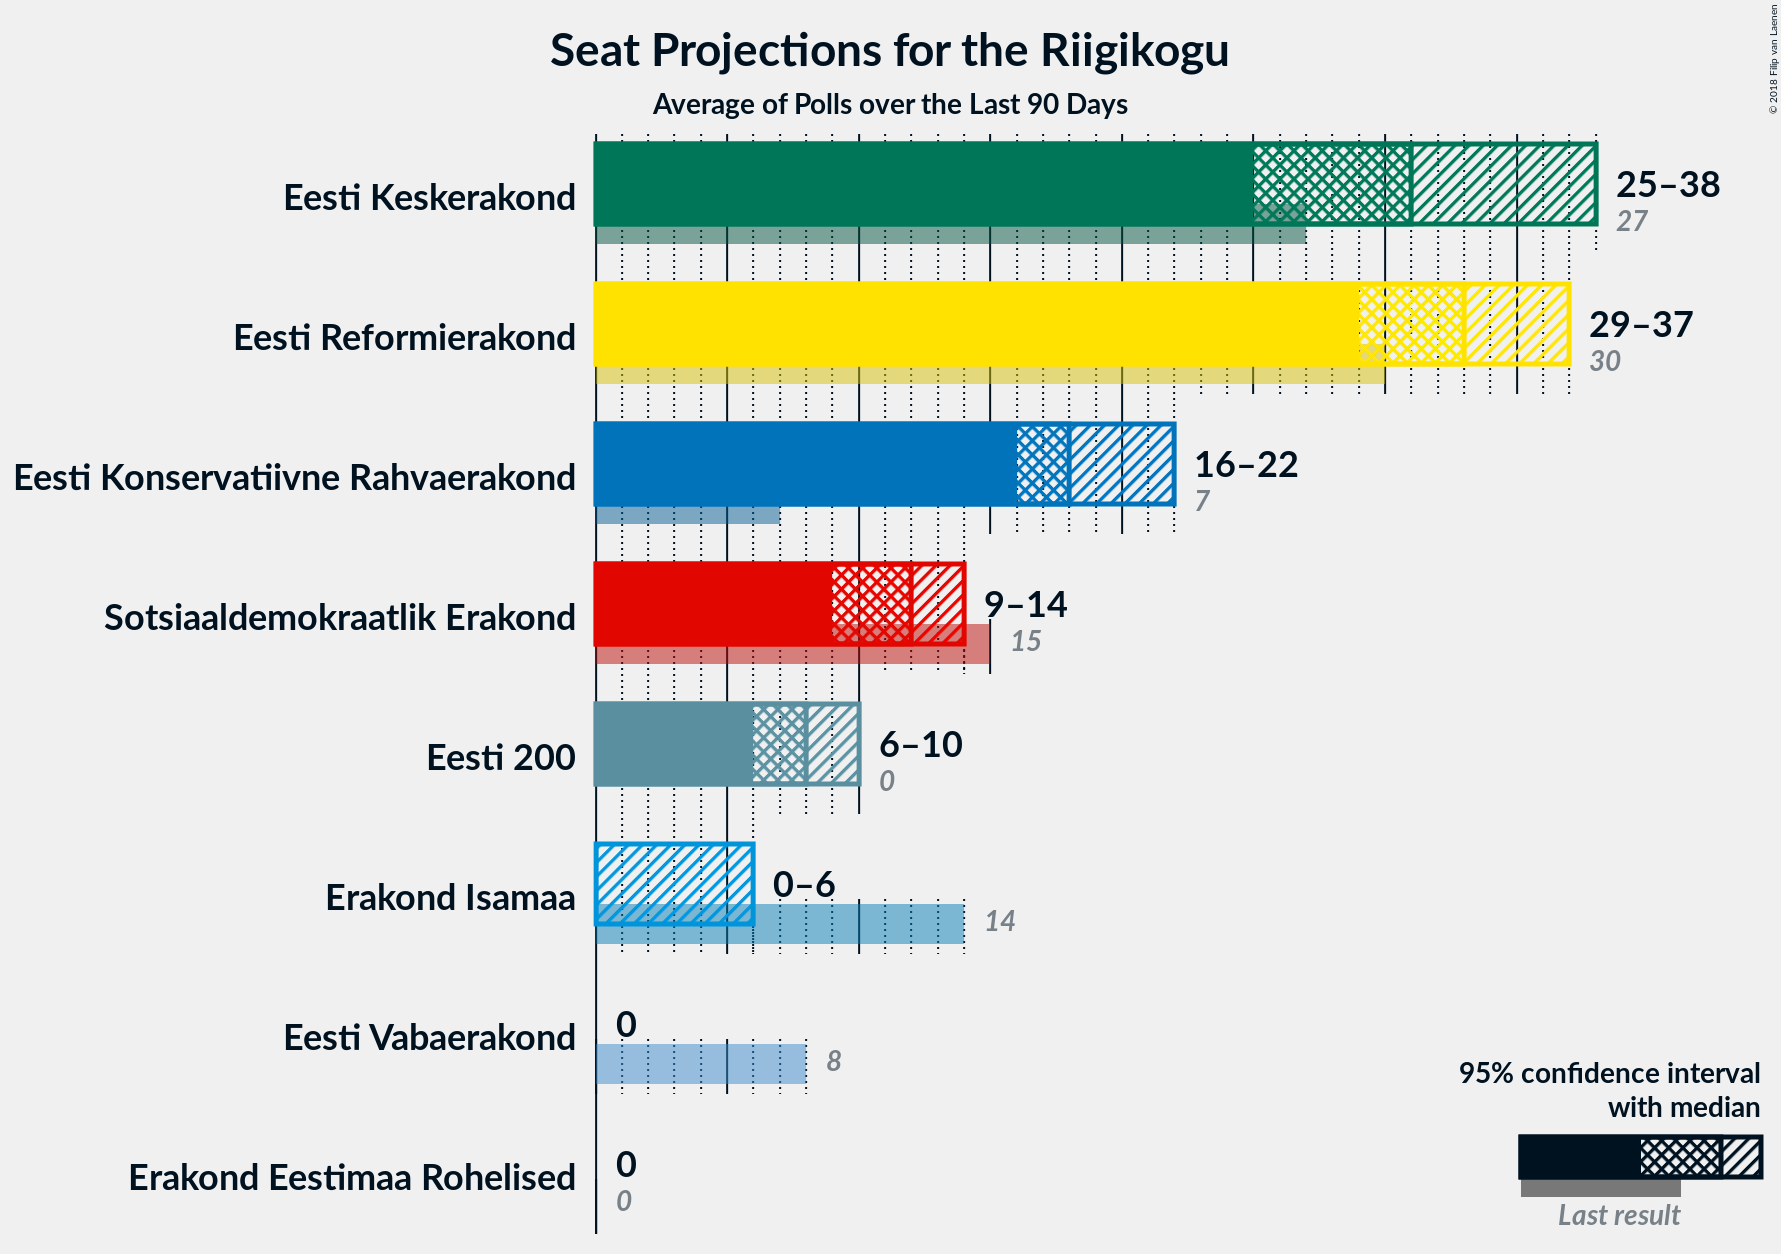 Seat Projections for the Riigikogu
Average of Polls over the Last 90 Days
© 2018 Filip van Laenen
Eesti Keskerakond
25–38
27
Eesti Reformierakond
29–37
30
Eesti Konservatiivne Rahvaerakond
16–22
7
Sotsiaaldemokraatlik Erakond
9–14
15
Eesti 200
6–10
0
Erakond Isamaa
0–6
14
Eesti Vabaerakond
0
8
Erakond Eestimaa Rohelised
0
0
95% confidence interval
with median
Last result